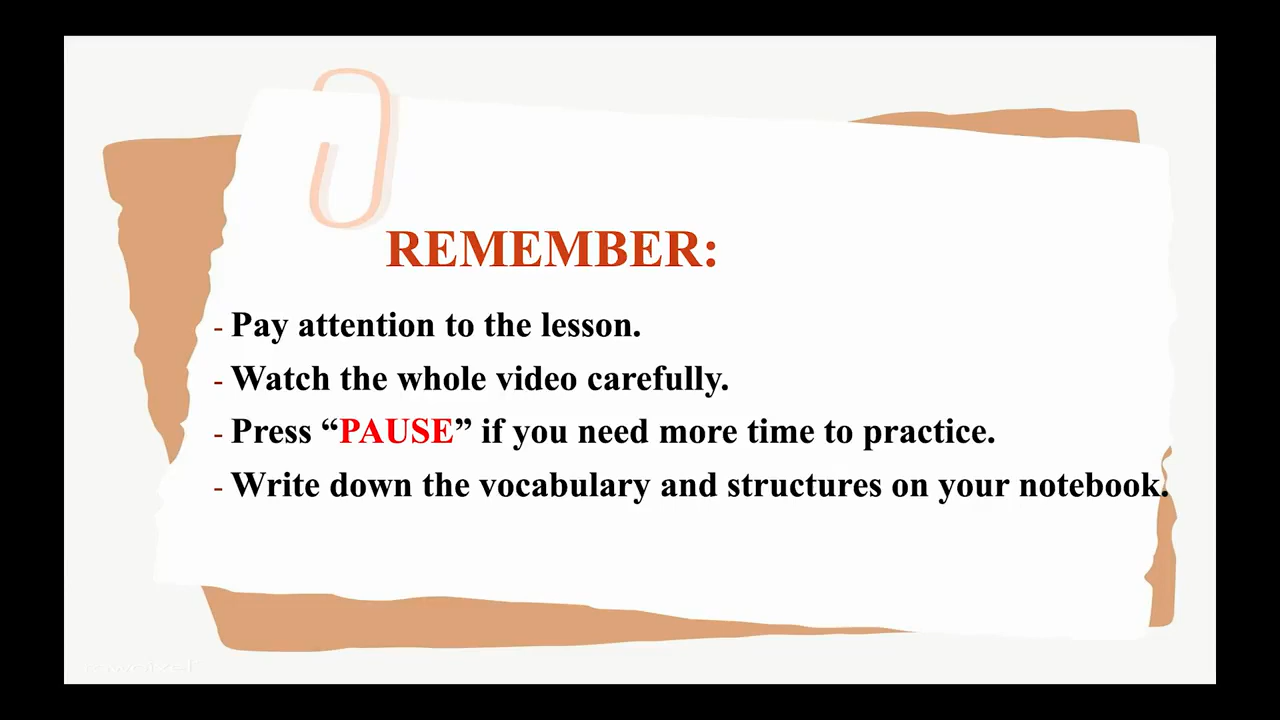 REMEMBER:
- Pay attention to the lesson.
- Watch the whole video carefully.
- Press “PAUSE” if you need more time to practice.
- Write down the vocabulary and structures on your notebook.